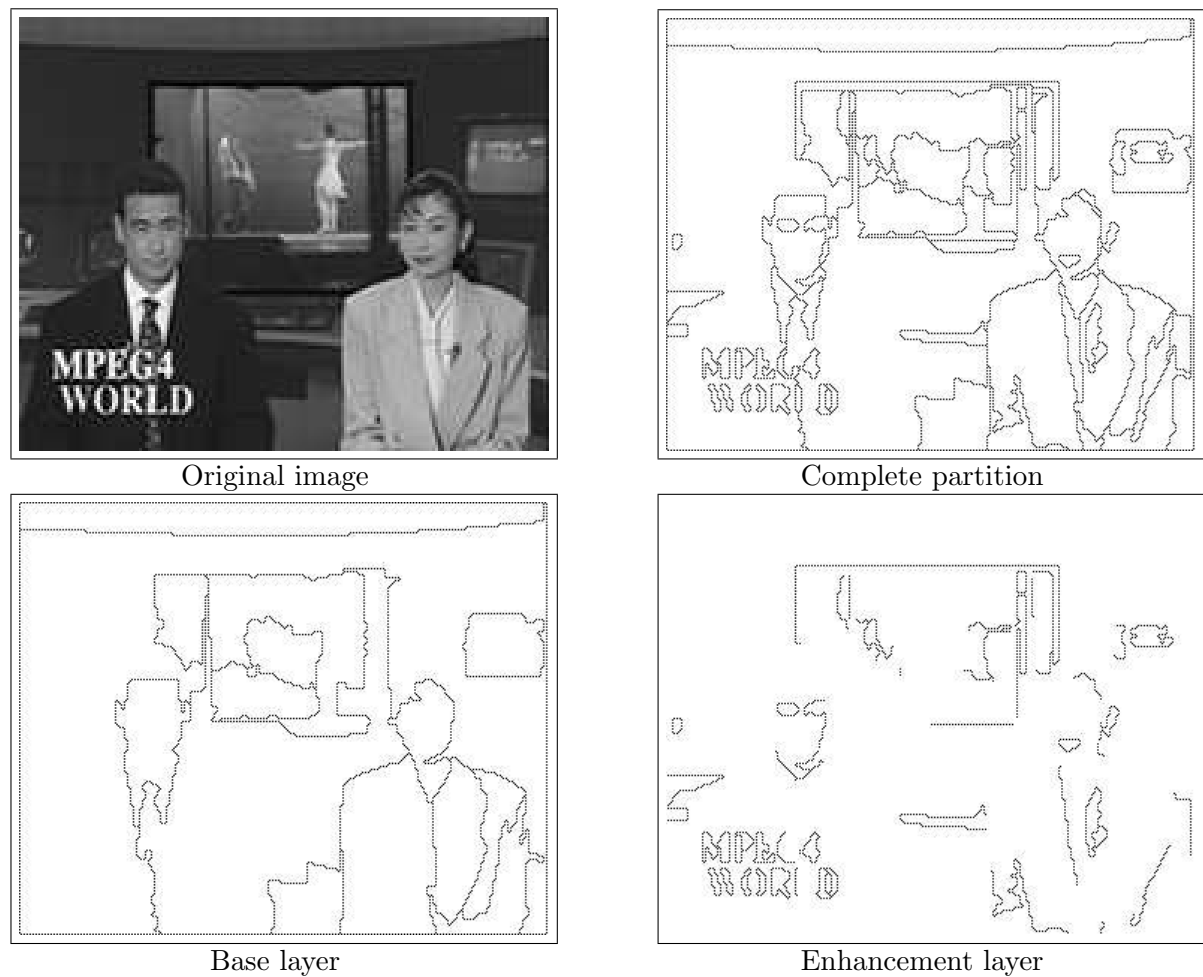 MPEG4
WORLD
Original image
Complete partition
Base layer
Enhancement layer